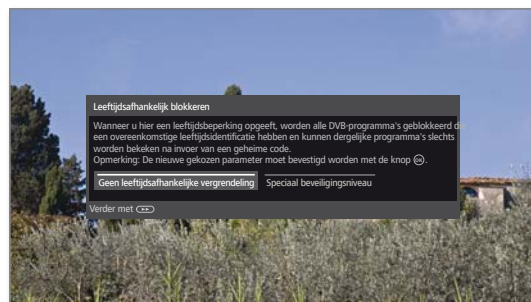 Leeftijdsafhankelijk blokkeren
Wanneer u hier een leeftijdsbeperking opgeeft, worden alle DVB-programma's geblokkeerd d
een overeenkomstige leeftijdsidentificatie hebben en kunnen dergelijke programma's slechts
worden bekeken na invoer van een geheime code.
Opmerking: De nieuwe gekozen parameter moet bevestigd worden met de knop OK.
Geen leeftijdsafhankelijke vergrendeling Speciaal beveiligingsniveau
Verder met